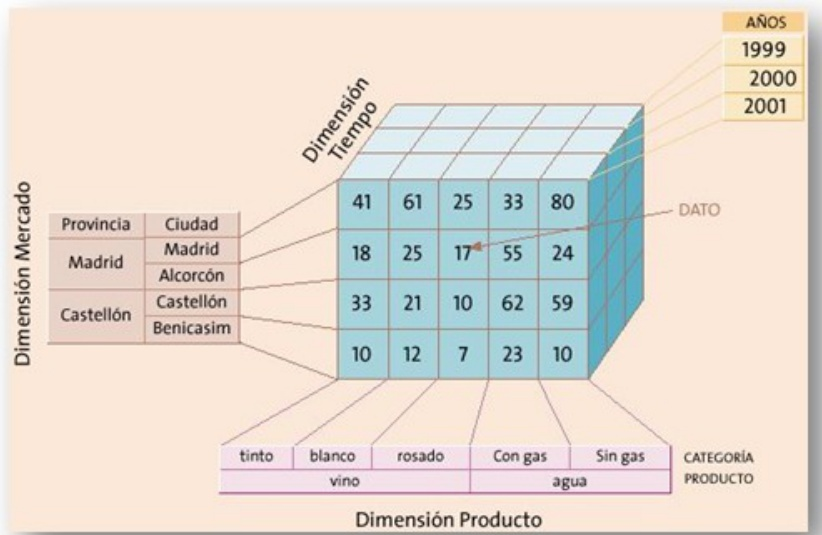 AÑOS
1999
2000
2001
Dimensión
Tiempo
41 61 25 33 80
DATO
Dimensión Mercado
Provincia Ciudad
Madrid Madrid
Alcorcón
Castellón Castellón
Benicasim
18 25 17 55 24
33 21 10 62 59
10 12 7 23 10
tinto blanco rosado Con gas Sin gas CATEGORÍA
vino agua PRODUCTO
Dimensión Producto